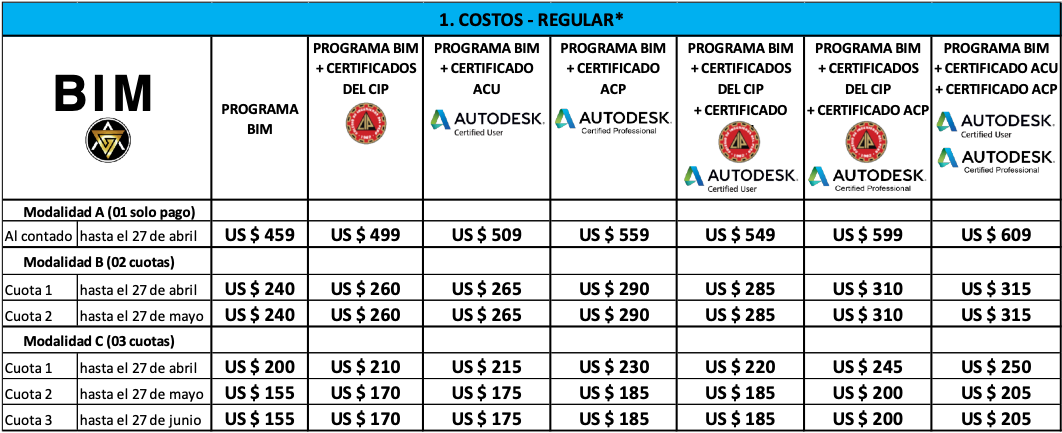 1. COSTOS - REGULAR*
BIM
PROGRAMA
BIM
PROGRAMA BIM
+ CERTIFICADOS
DEL CIP
PROGRAMA BIM
+ CERTIFICADO
ACU
AUTODESK.
Certified User
PROGRAMA BIM
+ CERTIFICADO
ACP
AUTODESK.
Certified Professional
PROGRAMA BIM
+ CERTIFICADOS
DEL CIP
+ CERTIFICADO
AUTODESK.
Certified User
PROGRAMA BIM
+ CERTIFICADOS
DEL CIP
+ CERTIFICADO ACP
AUTODESK.
Certified Professional
PROGRAMA BIM
+ CERTIFICADO ACU
+ CERTIFICADO ACP
AUTODESK.
Certified User
AUTODESK.
Certified Professional
Modalidad A (01 solo pago)
Al contado hasta el 27 de abril US $ 459 US $ 499 US $ 509 US $ 559 US $ 549 US $ 599 US $ 609
Modalidad B (02 cuotas)
Cuota 1 hasta el 27 de abril US $ 240 US $ 260 US $ 265 US $ 290 US $ 285 US $ 310 US $ 315
Cuota 2 hasta el 27 de mayo US $ 240 US $ 260 US $ 265 US $ 290 US $ 285 US $ 310 US $ 315
Modalidad C (03 cuotas)
Cuota 1 hasta el 27 de abril US $ 200 US $ 210 US $ 215 US $ 230 US $ 220 US $ 245 US $ 250
Cuota 2 hasta el 27 de mayo US $ 155 US $ 170 US $ 175 US $ 185 US $ 185 US $ 200 US $ 205
Cuota 3 hasta el 27 de junio US $ 155 US $ 170 US $ 175 US $ 185 US $ 185 US $ 200 US $ 205